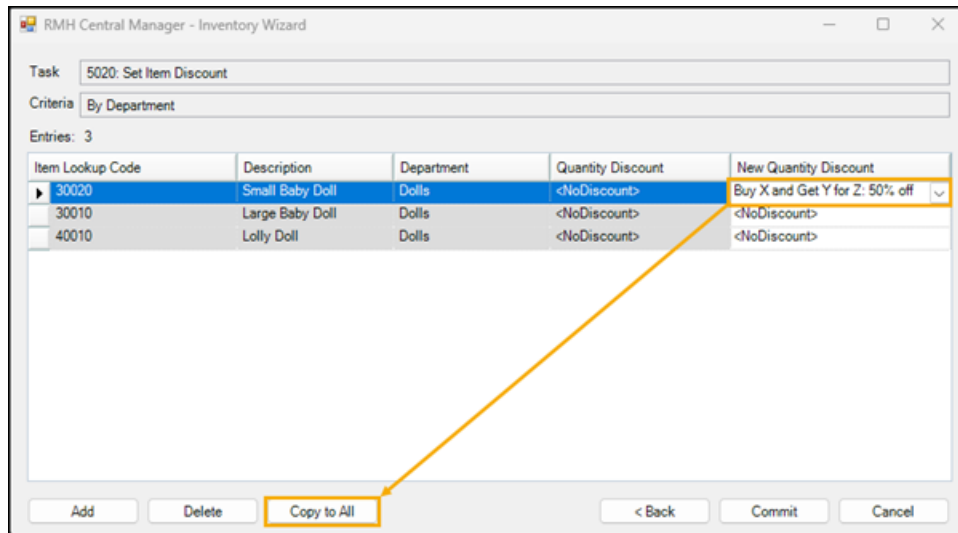 RMH Central Manager - Inventory Wizard
Task 5020: Set Item Discount
Criteria By Department
Entries: 3
Item Lookup Code Description Department Quantity Discount New Quantity Discount
30020 Small Baby Doll Dolls <NoDiscount> Buy X and Get Y for Z: 50% off
30010 Large Baby Doll Dolls <NoDiscount> <NoDiscount>
40010 Lolly Doll Dolls <NoDiscount> <NoDiscount>
Add Delete Copy to All < Back Commit Cancel